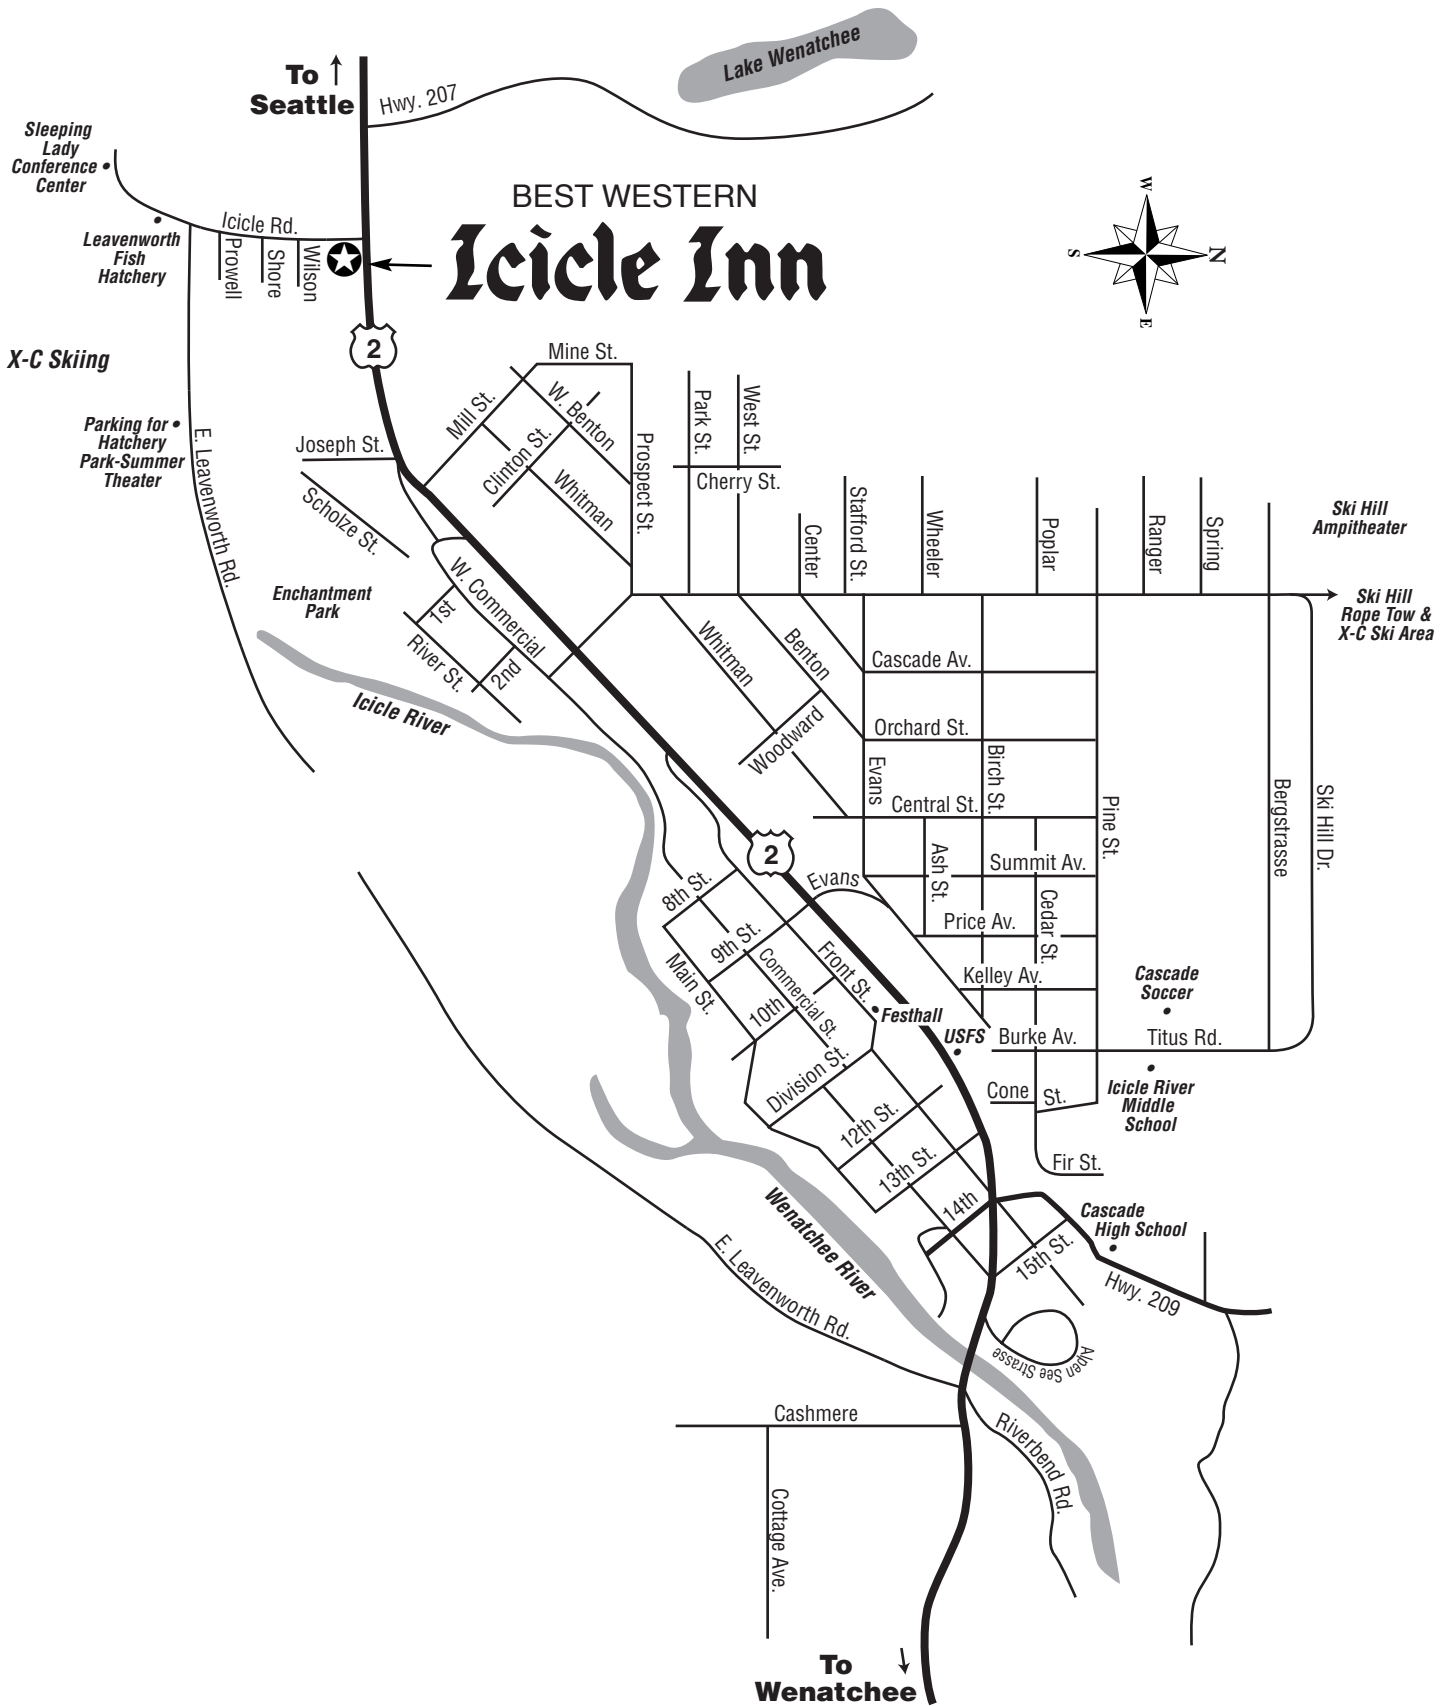 Lake Wenatchee
To
Seattle
Hwy. 207
Sleeping
Lady
Conference
Center
BEST WESTERN
Icicle Inn
W
N
S
E
Icicle Rd.
Leavenworth
Fish
Hatchery
Prowell
Shore
Wilson
2
X-C Skiing
Mine St.
Mill St.
W. Benton
Clinton St.
Whitman
Prospect St.
Park St.
West St.
Cherry St.
Parking for
Hatchery
Park-Summer
Theater
E. Leavenworth Rd.
Joseph St.
Scholze St.
Center
Stafford St.
Wheeler
Poplar
Ranger
Spring
Ski Hill
Ampitheater
Ski Hill
Rope Tow &
X-C Ski Area
Enchantment
Park
W. Commercial
1st
River St.
2nd
Icicle River
Whitman
Benton
Woodward
Cascade Av.
Orchard St.
Evans
Birch St.
Central St.
Pine St.
Bergstrasse
Ski Hill Dr.
2
Evans
Ash St.
Summit Av.
Cedar St.
Price Av.
Kelley Av.
8th St.
9th St.
Main St.
10th
Commercial St.
Front St.
Festhall
USFS
Burke Av.
Cascade
Soccer
Titus Rd.
Division St.
Cone St.
Icicle River
Middle
School
12th St.
13th St.
14th
Fir St.
Cascade
High School
15th St.
Hwy. 209
Wenatchee River
E. Leavenworth Rd.
Alpen See Strasse
Cashmere
Riverbend Rd.
Cottage Ave.
To
Wenatchee